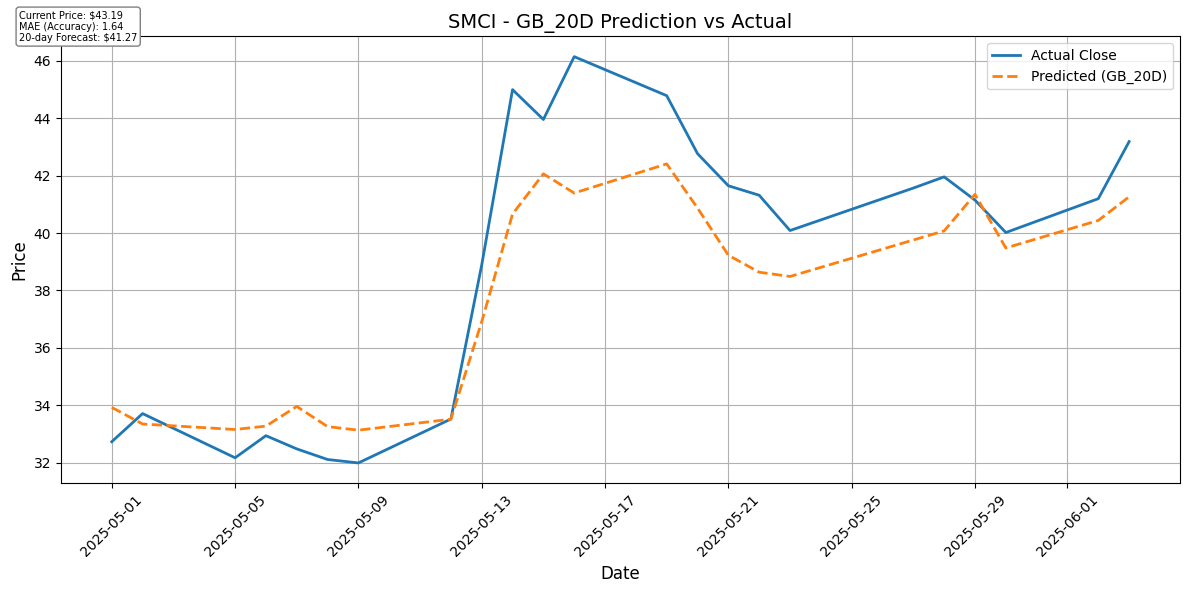 SMCI - GB_20D Prediction vs Actual
Current Price: $43.19
MAE (Accuracy): 1.64
20-day Forecast: $41.27
Actual Close
Predicted (GB_20D)
Price
46
44
42
40
38
36
34
32
2025-05-01
2025-05-05
2025-05-09
2025-05-13
2025-05-17
2025-05-21
2025-05-25
2025-05-29
2025-06-01
Date